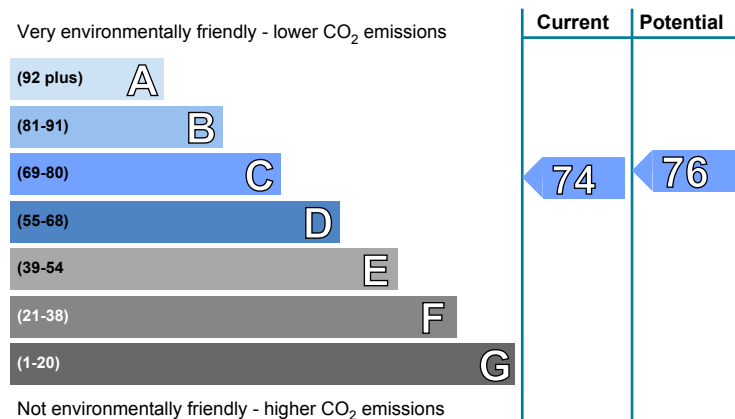 Very environmentally friendly - lower CO2 emissions
Current
Potential
(92 plus) A
(81-91) B
(69-80) C
(55-68) D
(39-54 E
(21-38) F
(1-20) G
74
76
Not environmentally friendly - higher CO2 emissions